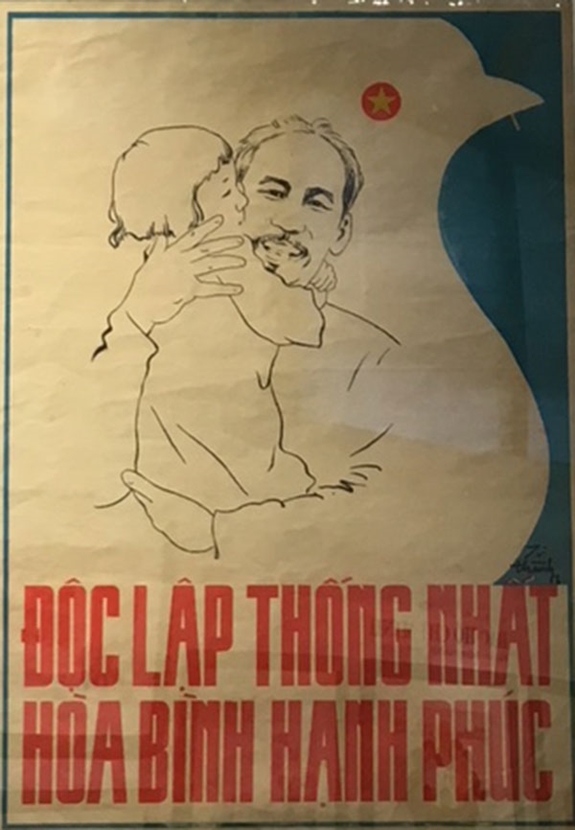 ĐỘC LẬP THỐNG NHẤT
HÒA BÌNH HẠNH PHÚC